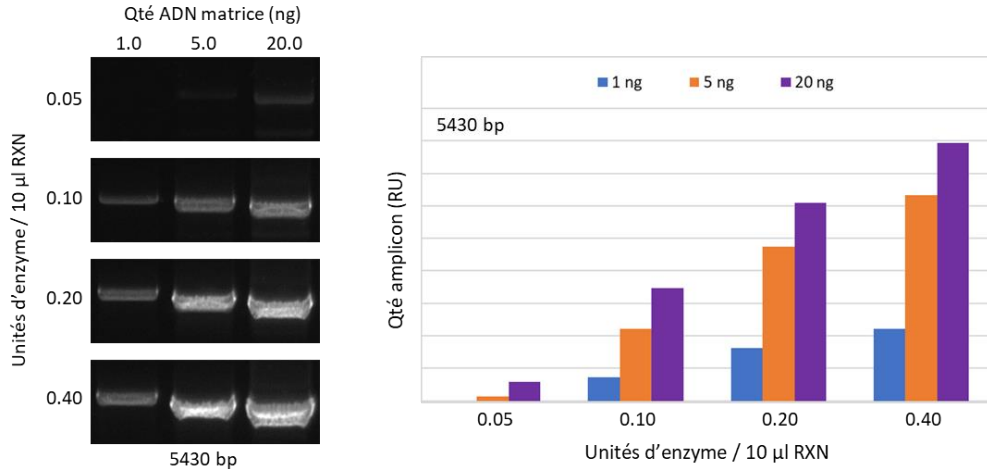 Qté ADN matrice (ng)
1.0 5.0 20.0
Unités d'enzyme / 10 µl RXN
0.05
0.10
0.20
0.40
5430 bp
1 ng 5 ng 20 ng
5430 bp
Qté amplicon (RU)
0.05 0.10 0.20 0.40
Unités d'enzyme / 10 µl RXN